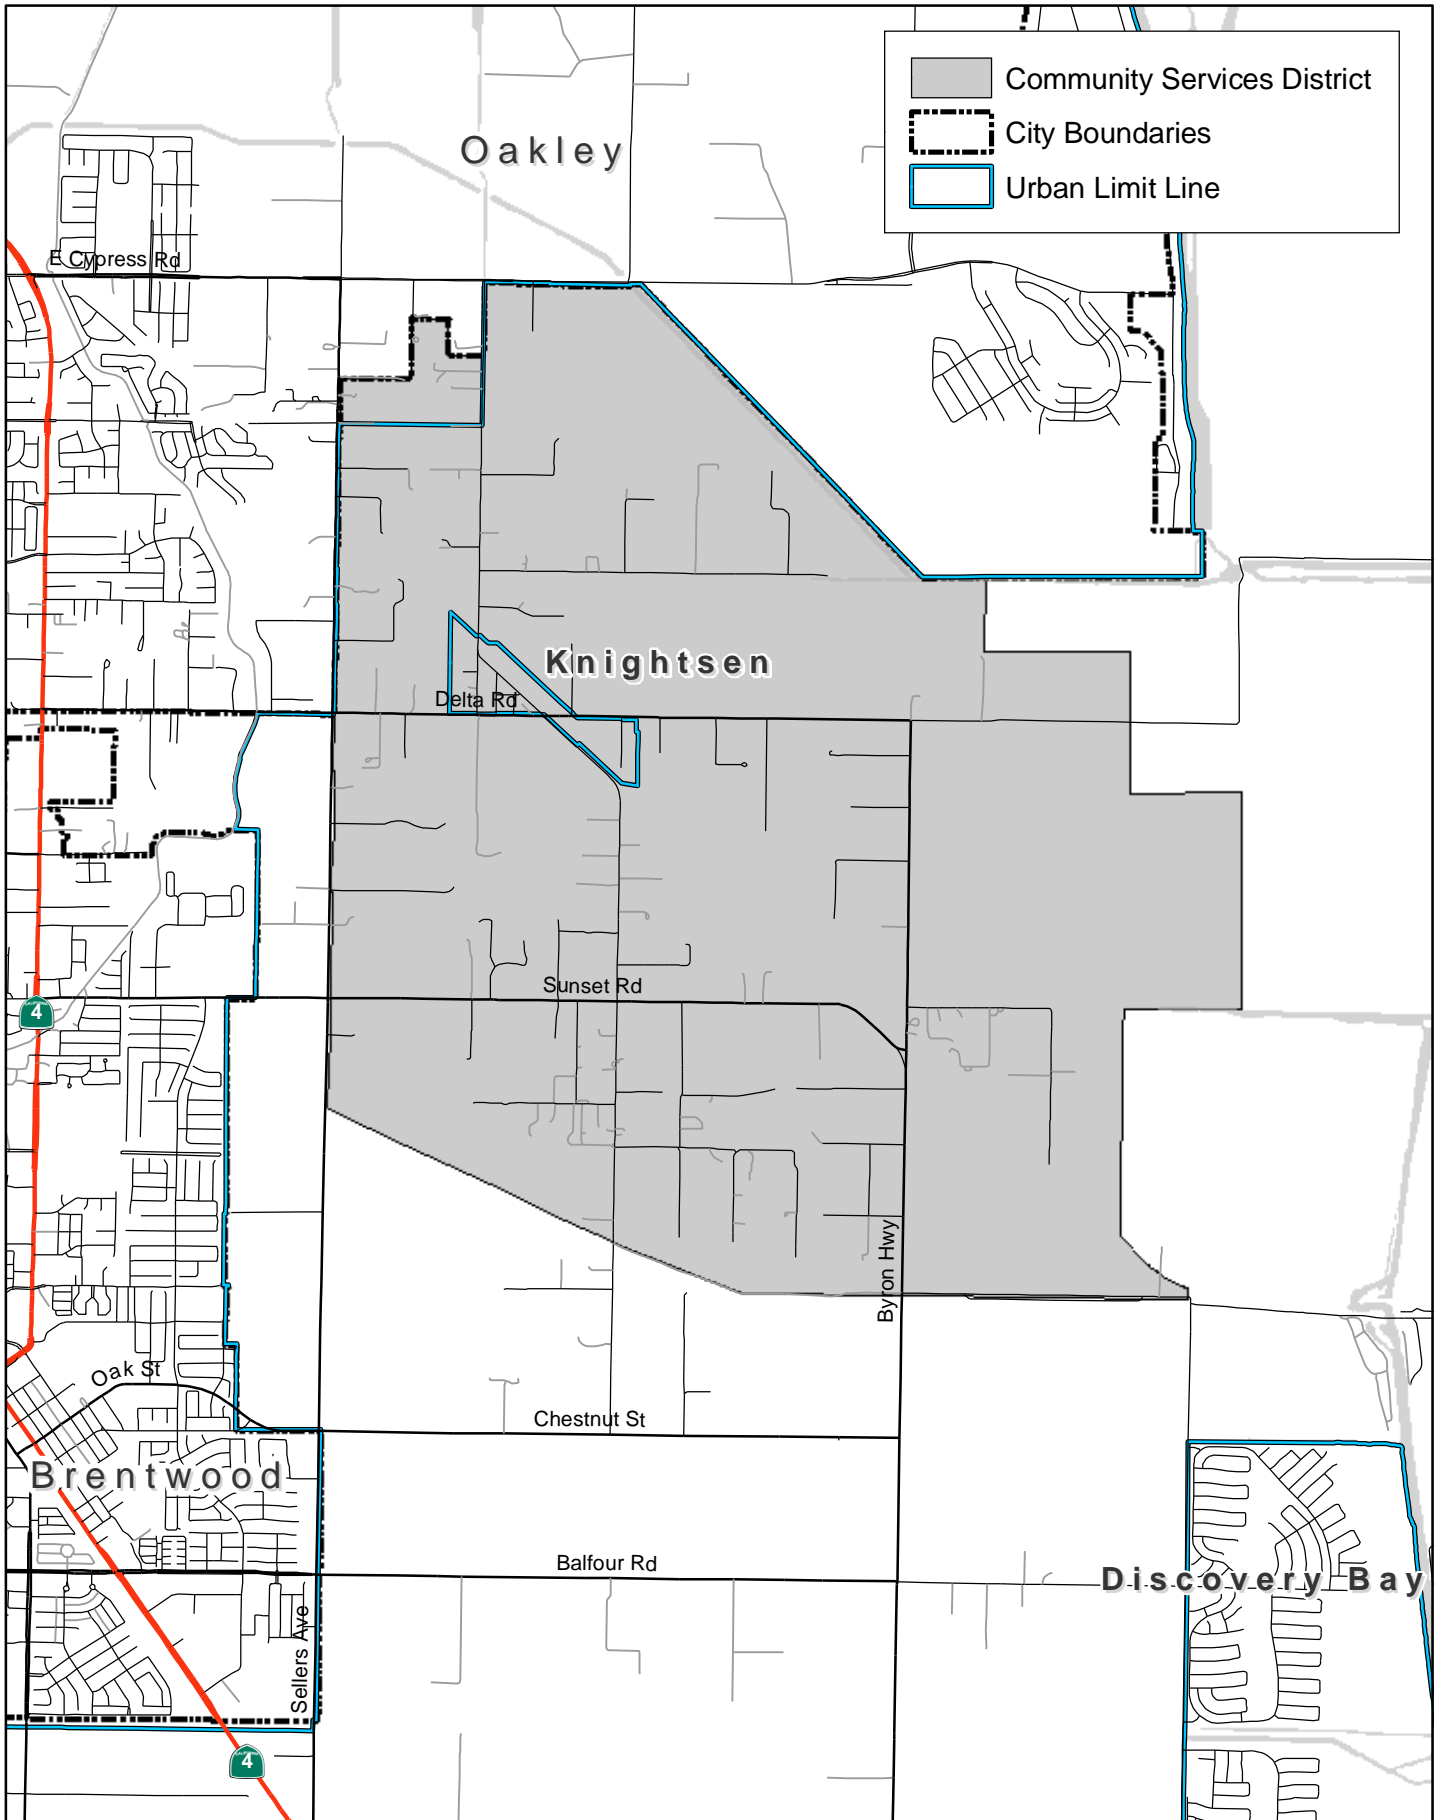 Community Services District
City Boundaries
Urban Limit Line
Oakley
E Cypress Rd
Knightsen
Delta Rd
Sunset Rd
4
Byron Hwy
Oak St
Chestnut St
Brentwood
Balfour Rd
Discovery Bay
Sellers Ave
4